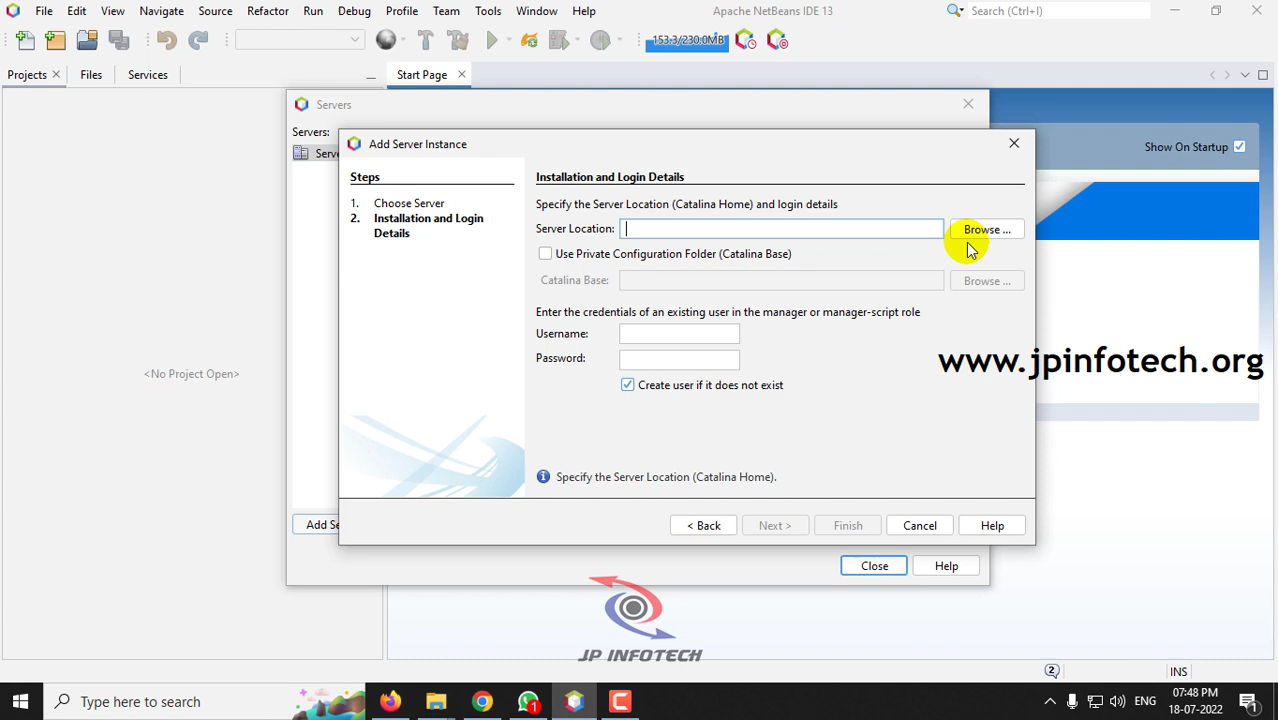 File Edit View Navigate Source Refactor Run Debug Profile Team Tools Window Help Apache NetBeans IDE 13 Search (Ctrl+I)
153.3/230.0MB
Projects Files Services Start Page
Servers
Show On Startup
Servers:
Serve
Add Server Instance
Steps
1. Choose Server
2. Installation and Login Details
Installation and Login Details
Specify the Server Location (Catalina Home) and login details
Server Location: Browse ...
Use Private Configuration Folder (Catalina Base)
Catalina Base: Browse ...
Enter the credentials of an existing user in the manager or manager-script role
Username:
Password:
Create user if it does not exist
<No Project Open>
www.jpinfotech.org
Specify the Server Location (Catalina Home).
Add Se
< Back Next > Finish Cancel Help
Close Help
JP INFOTECH
2 INS
Type here to search
1
ENG
07:48 PM
18-07-2022
1